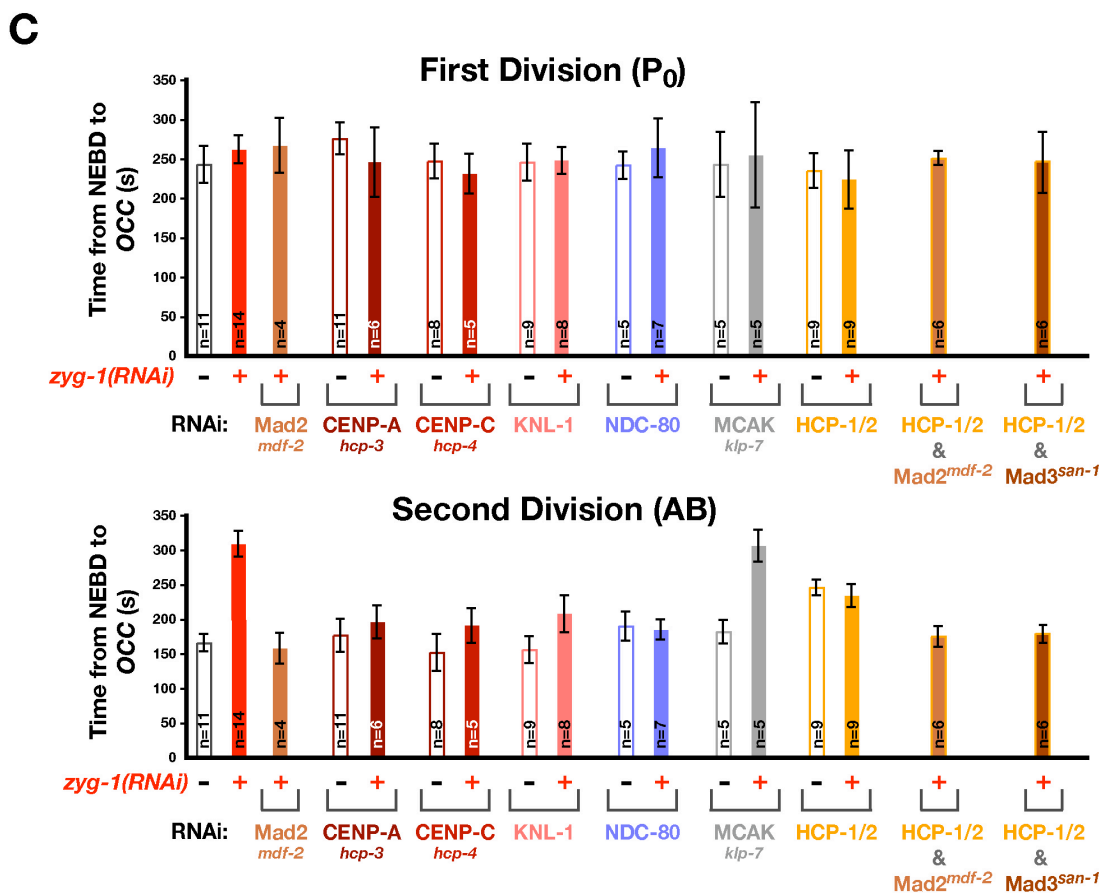 C
First Division (P0)
Time from NEBD to
OCC (s)
350
300
250
200
150
100
50
0
n=11 n=14 n=4 n=11 n=6 n=8 n=5 n=9 n=8 n=5 n=7 n=5 n=5 n=9 n=9 n=6 n=6
zyg-1(RNAi) - + + - + - + - + - + - + - + + +
RNAi: Mad2 CENP-A CENP-C KNL-1 NDC-80 MCAK HCP-1/2 HCP-1/2 HCP-1/2
mdf-2 hcp-3 hcp-4 klp-7 & &
Mad2mdf-2 Mad3san-1
Second Division (AB)
Time from NEBD to
OCC (s)
350
300
250
200
150
100
50
0
n=11 n=14 n=4 n=11 n=6 n=8 n=5 n=9 n=8 n=5 n=7 n=5 n=5 n=9 n=9 n=6 n=6
zyg-1(RNAi) - + + - + - + - + - + - + - + + +
RNAi: Mad2 CENP-A CENP-C KNL-1 NDC-80 MCAK HCP-1/2 HCP-1/2 HCP-1/2
mdf-2 hcp-3 hcp-4 klp-7 & &
Mad2mdf-2 Mad3san-1